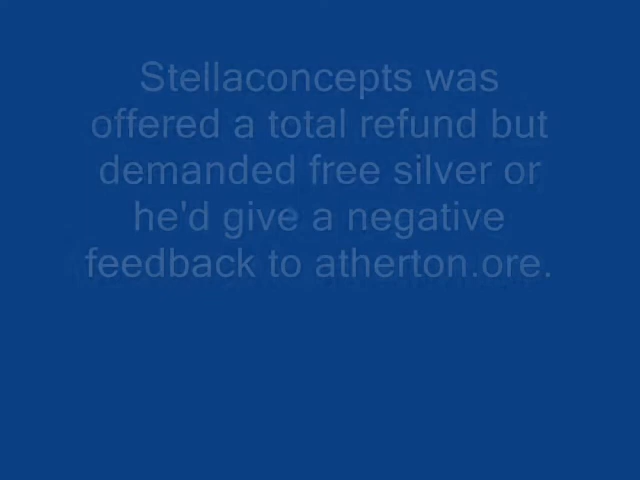 Stellaconcepts was
offered a total refund but
demanded free silver or
he'd give a negative
feedback to atherton.ore.